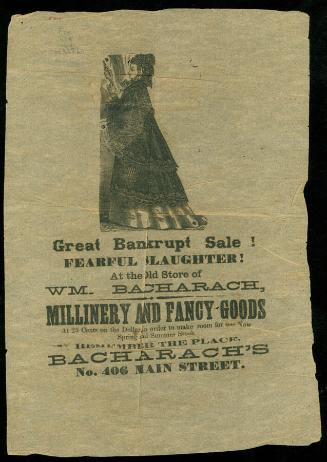 Great Bankrupt Sale !
FEARFUL SLAUGHTER!
At the Old Store of
WM. BACHARACH,
MILLINERY AND FANCY GOODS
At 25 Cents on the Dollar, in order to make room for New
Spring and Summer Stock.
REMEMBER THE PLACE,
BACHARACH'S
No. 406 MAIN STREET.